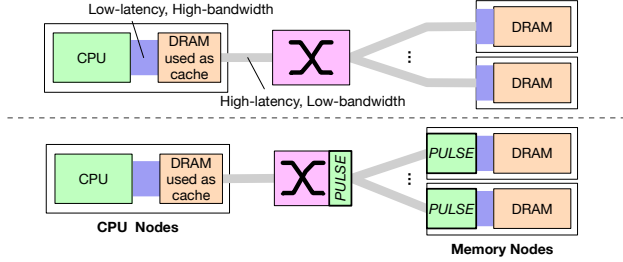 Low-latency, High-bandwidth
CPU
DRAM
used as
cache
High-latency, Low-bandwidth
DRAM
...
DRAM
CPU
DRAM
used as
cache
PULSE
PULSE
DRAM
...
PULSE
DRAM
CPU Nodes
Memory Nodes